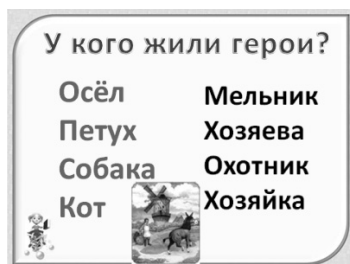 У кого жили герои?
Осёл
Петух
Собака
Кот
Мельник
Хозяева
Охотник
Хозяйка